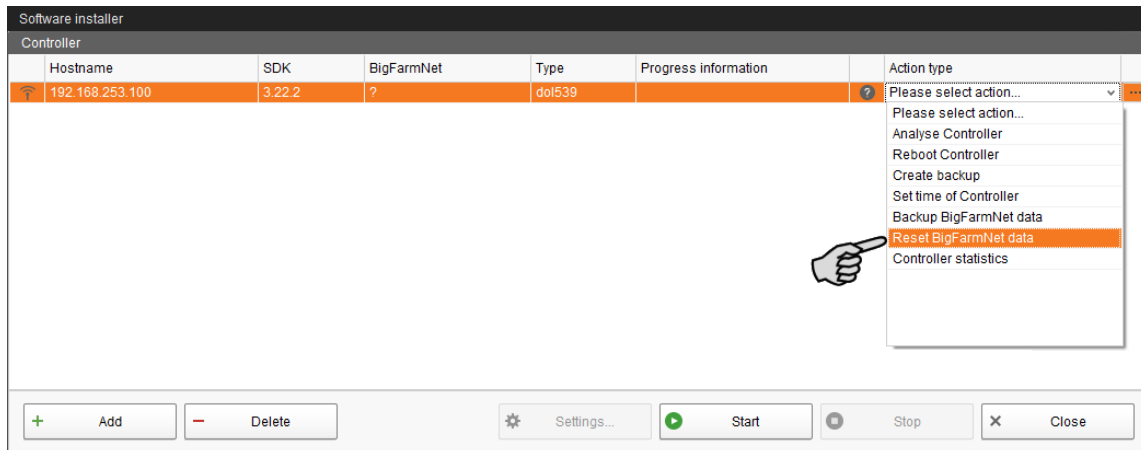 Software installer
Controller
Hostname SDK BigFarmNet Type Progress information Action type
192.168.253.100 3.22.2 ? dol539 ? Please select action... ...
Please select action...
Analyse Controller
Reboot Controller
Create backup
Set time of Controller
Backup BigFarmNet data
Reset BigFarmNet data
Controller statistics
+ Add − Delete Settings... Start Stop × Close